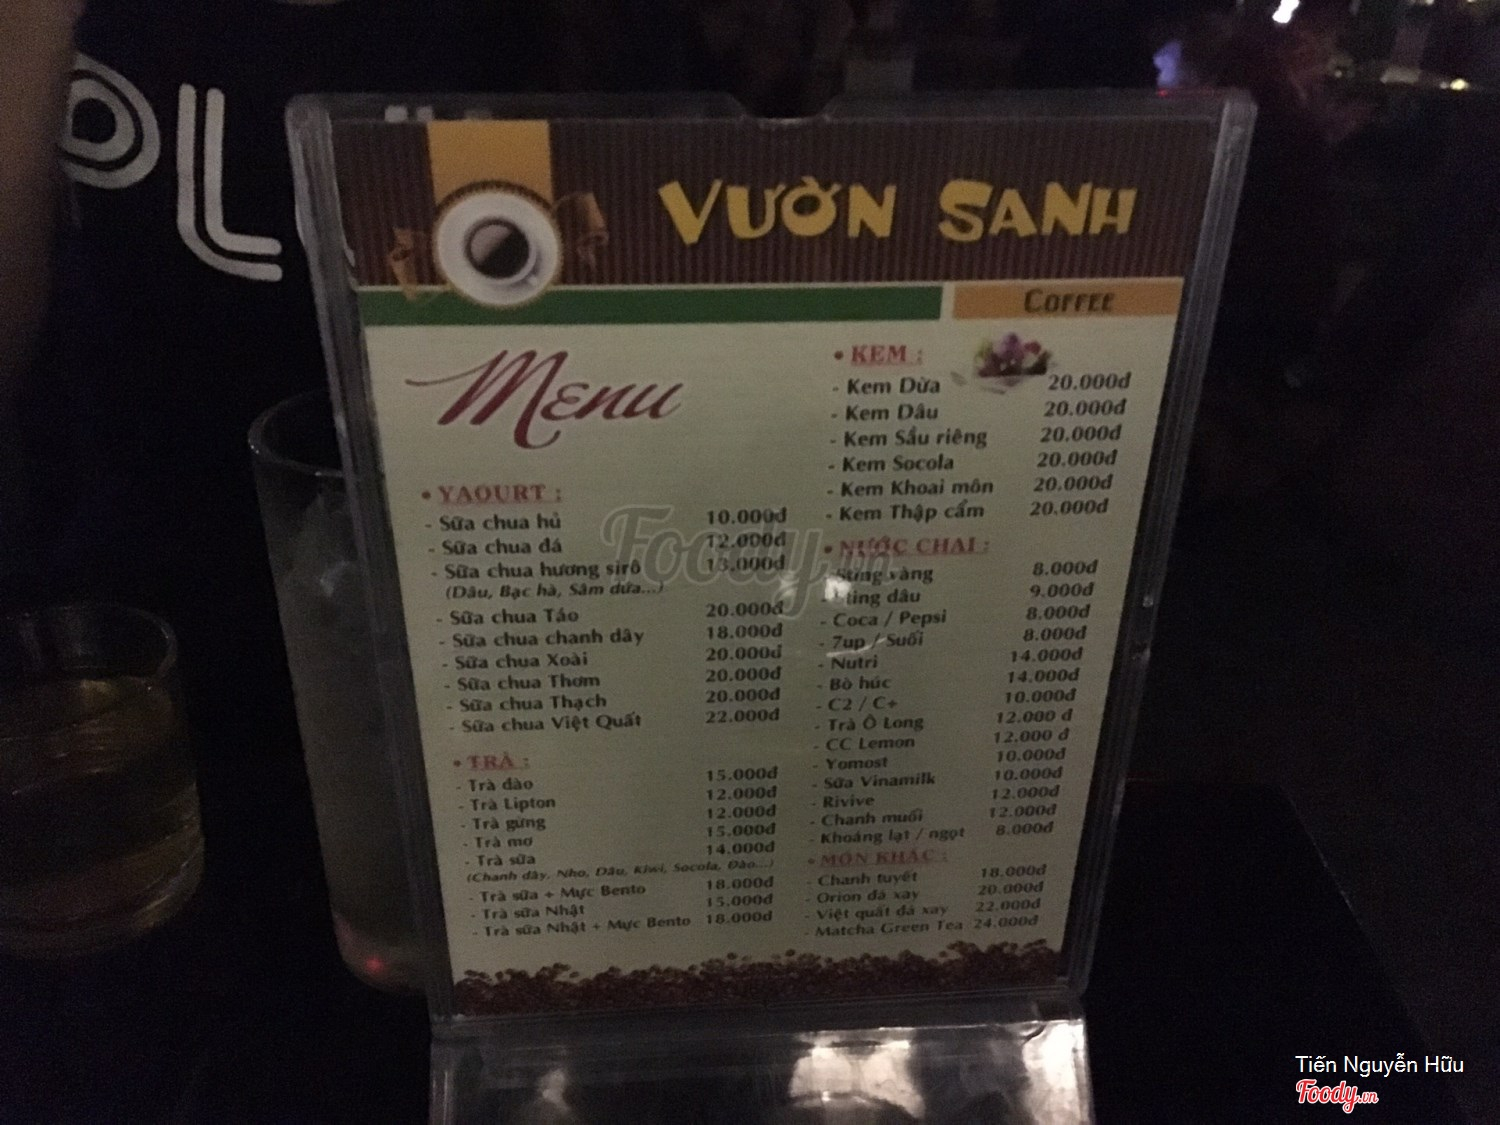 PL
VƯỜN SANH
COFFEE
MENU
• YAOURT :
- Sữa chua hủ 10.000đ
- Sữa chua đá 12.000đ
- Sữa chua hương sirô 13.000đ
(Dâu, Bạc hà, Sâm dứa...)
- Sữa chua Táo 20.000đ
- Sữa chua chanh dây 18.000đ
- Sữa chua Xoài 20.000đ
- Sữa chua Thơm 20.000đ
- Sữa chua Thạch 20.000đ
- Sữa chua Việt Quất 22.000đ
• TRÀ :
- Trà đào 15.000đ
- Trà Lipton 12.000đ
- Trà gừng 12.000đ
- Trà mơ 15.000đ
- Trà sữa 14.000đ
(Chanh dây, Nho, Dâu, Kiwi, Socola, Đào...)
- Trà sữa + Mực Bento 18.000đ
- Trà sữa Nhật 15.000đ
- Trà sữa Nhật + Mực Bento 18.000đ
• KEM :
- Kem Dừa 20.000đ
- Kem Dâu 20.000đ
- Kem Sầu riêng 20.000đ
- Kem Socola 20.000đ
- Kem Khoai môn 20.000đ
- Kem Thập cẩm 20.000đ
• NƯỚC CHAI :
- Sting vàng 8.000đ
- Sting dâu 9.000đ
- Coca / Pepsi 8.000đ
- 7up / Suối 8.000đ
- Nutri 14.000đ
- Bò húc 14.000đ
- C2 / C+ 10.000đ
- Trà Ô Long 12.000 đ
- CC Lemon 12.000 đ
- Yomost 10.000đ
- Sữa Vinamilk 10.000đ
- Rivive 12.000đ
- Chanh muối 12.000đ
- Khoáng lạt / ngọt 8.000đ
• MÓN KHÁC :
- Chanh tuyết 18.000đ
- Orion đá xay 20.000đ
- Việt quất đá xay 22.000đ
- Matcha Green Tea 24.000đ
Foody.vn
Tiến Nguyễn Hữu
Foody.vn